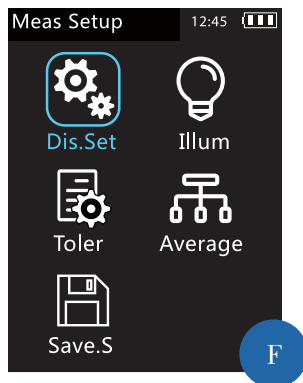 Meas Setup 12:45
Dis.Set Illum
Toler Average
Save.S
F